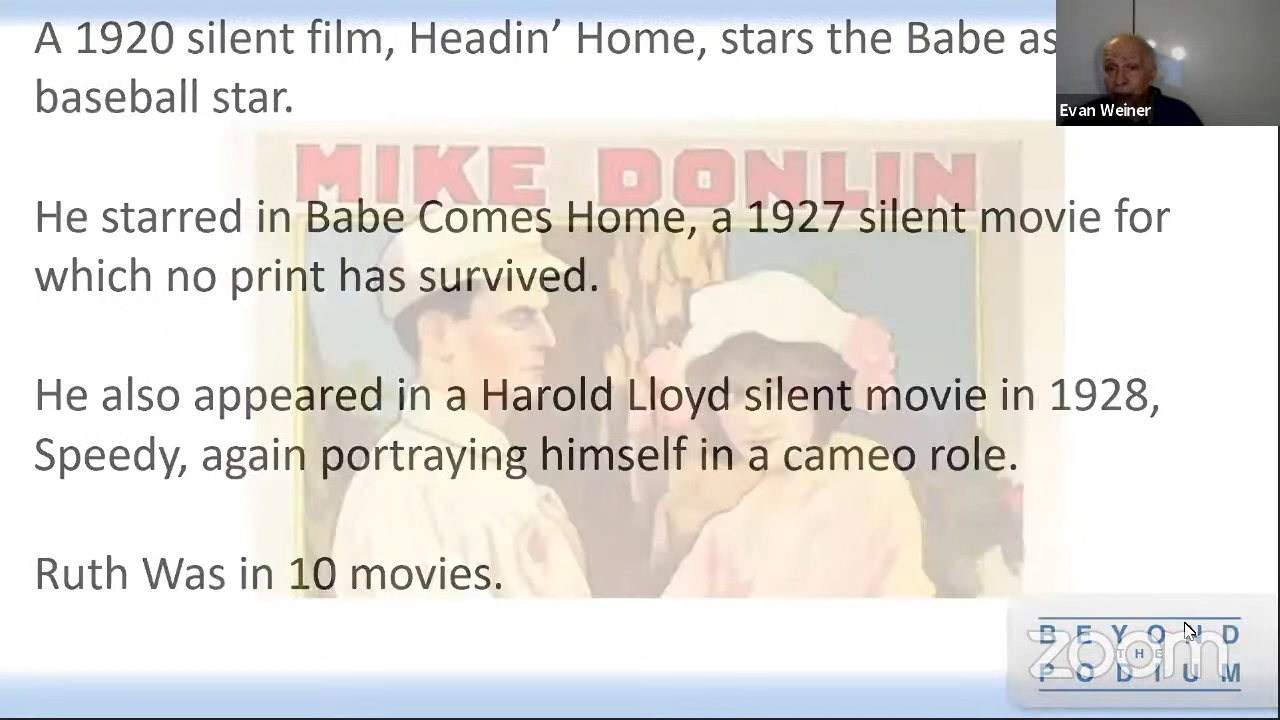 A 1920 silent film, Headin’ Home, stars the Babe as
baseball star.
Evan Weiner
MIKE DONLIN
He starred in Babe Comes Home, a 1927 silent movie for
which no print has survived.
He also appeared in a Harold Lloyd silent movie in 1928,
Speedy, again portraying himself in a cameo role.
Ruth Was in 10 movies.
BEYOND
THE
PODIUM
zoom